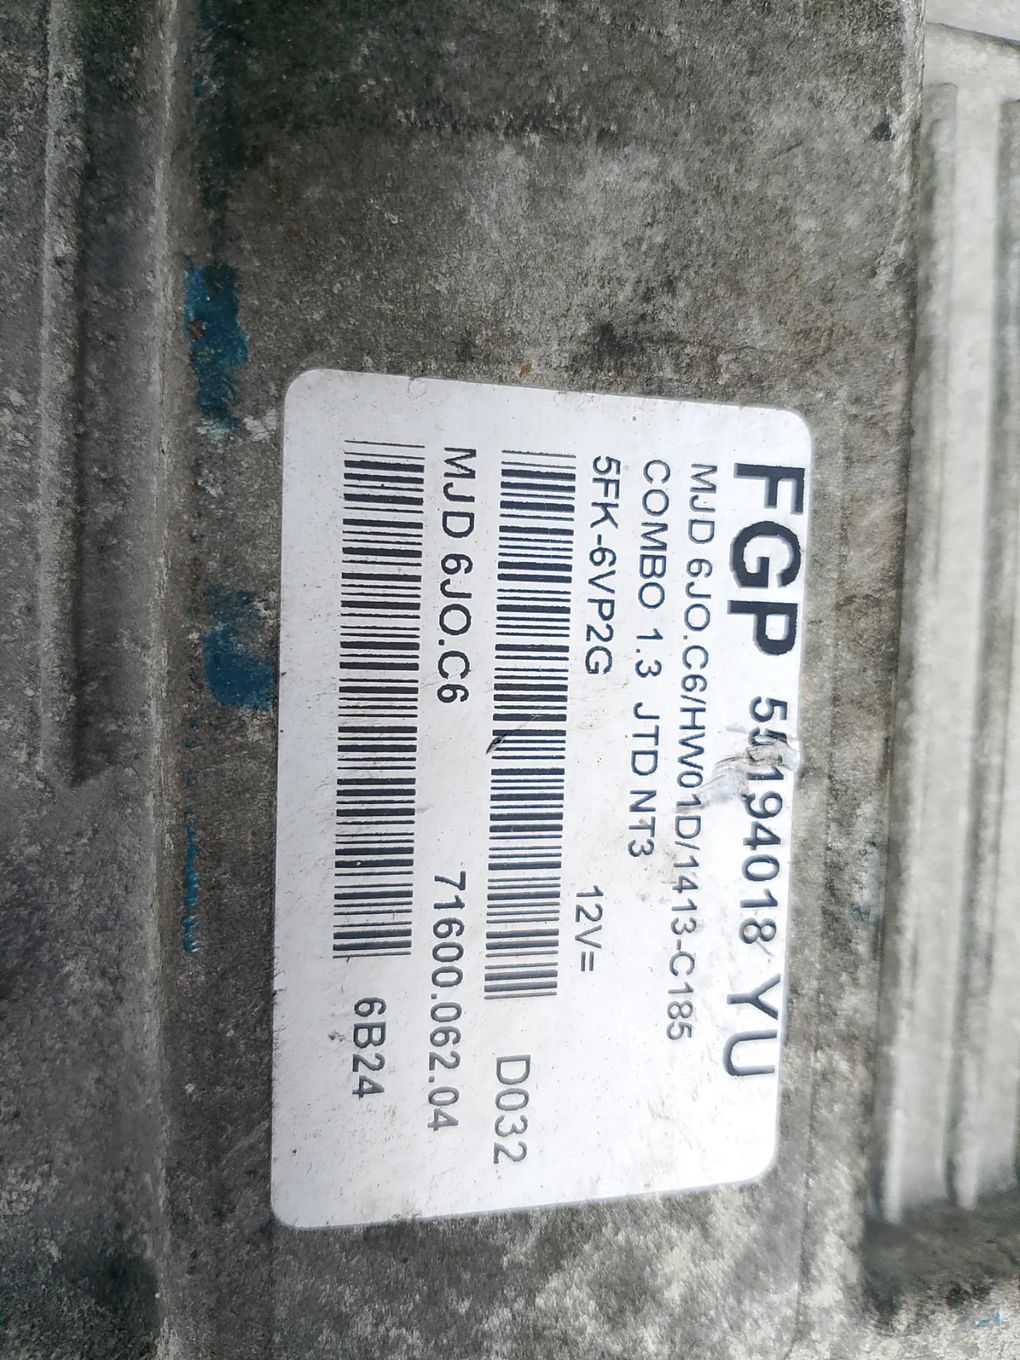 FGP 55194018 YU
MJD 6JO.C6/HW01D/1413-C185
COMBO 1.3 JTD NT3
5FK-6VP2G 12V=
D032
MJD 6JO.C6 71600.062.04
6B24